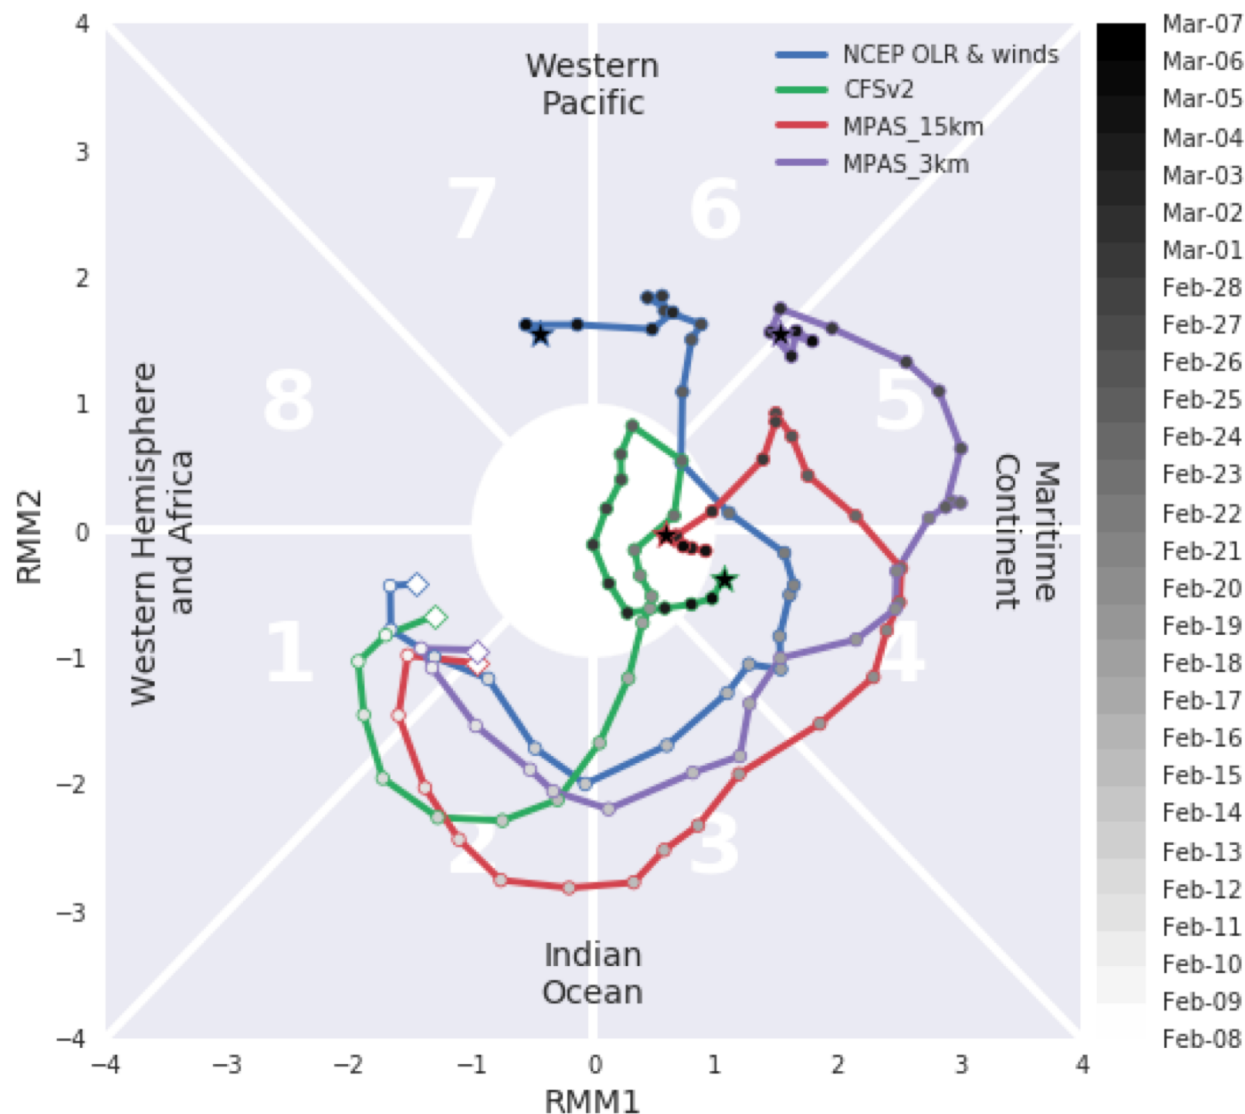 Western
Pacific
NCEP OLR & winds
CFSv2
MPAS_15km
MPAS_3km
7
6
8
5
1
4
2
3
Western Hemisphere
and Africa
Maritime
Continent
Indian
Ocean
RMM2
4
3
2
1
0
−1
−2
−3
−4
−4
−3
−2
−1
0
1
2
3
4
RMM1
Mar-07
Mar-06
Mar-05
Mar-04
Mar-03
Mar-02
Mar-01
Feb-28
Feb-27
Feb-26
Feb-25
Feb-24
Feb-23
Feb-22
Feb-21
Feb-20
Feb-19
Feb-18
Feb-17
Feb-16
Feb-15
Feb-14
Feb-13
Feb-12
Feb-11
Feb-10
Feb-09
Feb-08